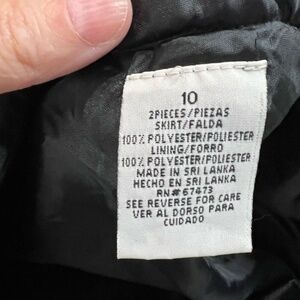 10
2PIECES/PIEZAS
SKIRT/FALDA
100% POLYESTER/POLIESTER
LINING/FORRO
100% POLYESTER/POLIESTER
MADE IN SRI LANKA
HECHO EN SRI LANKA
RN# 67473
SEE REVERSE FOR CARE
VER AL DORSO PARA
CUIDADO